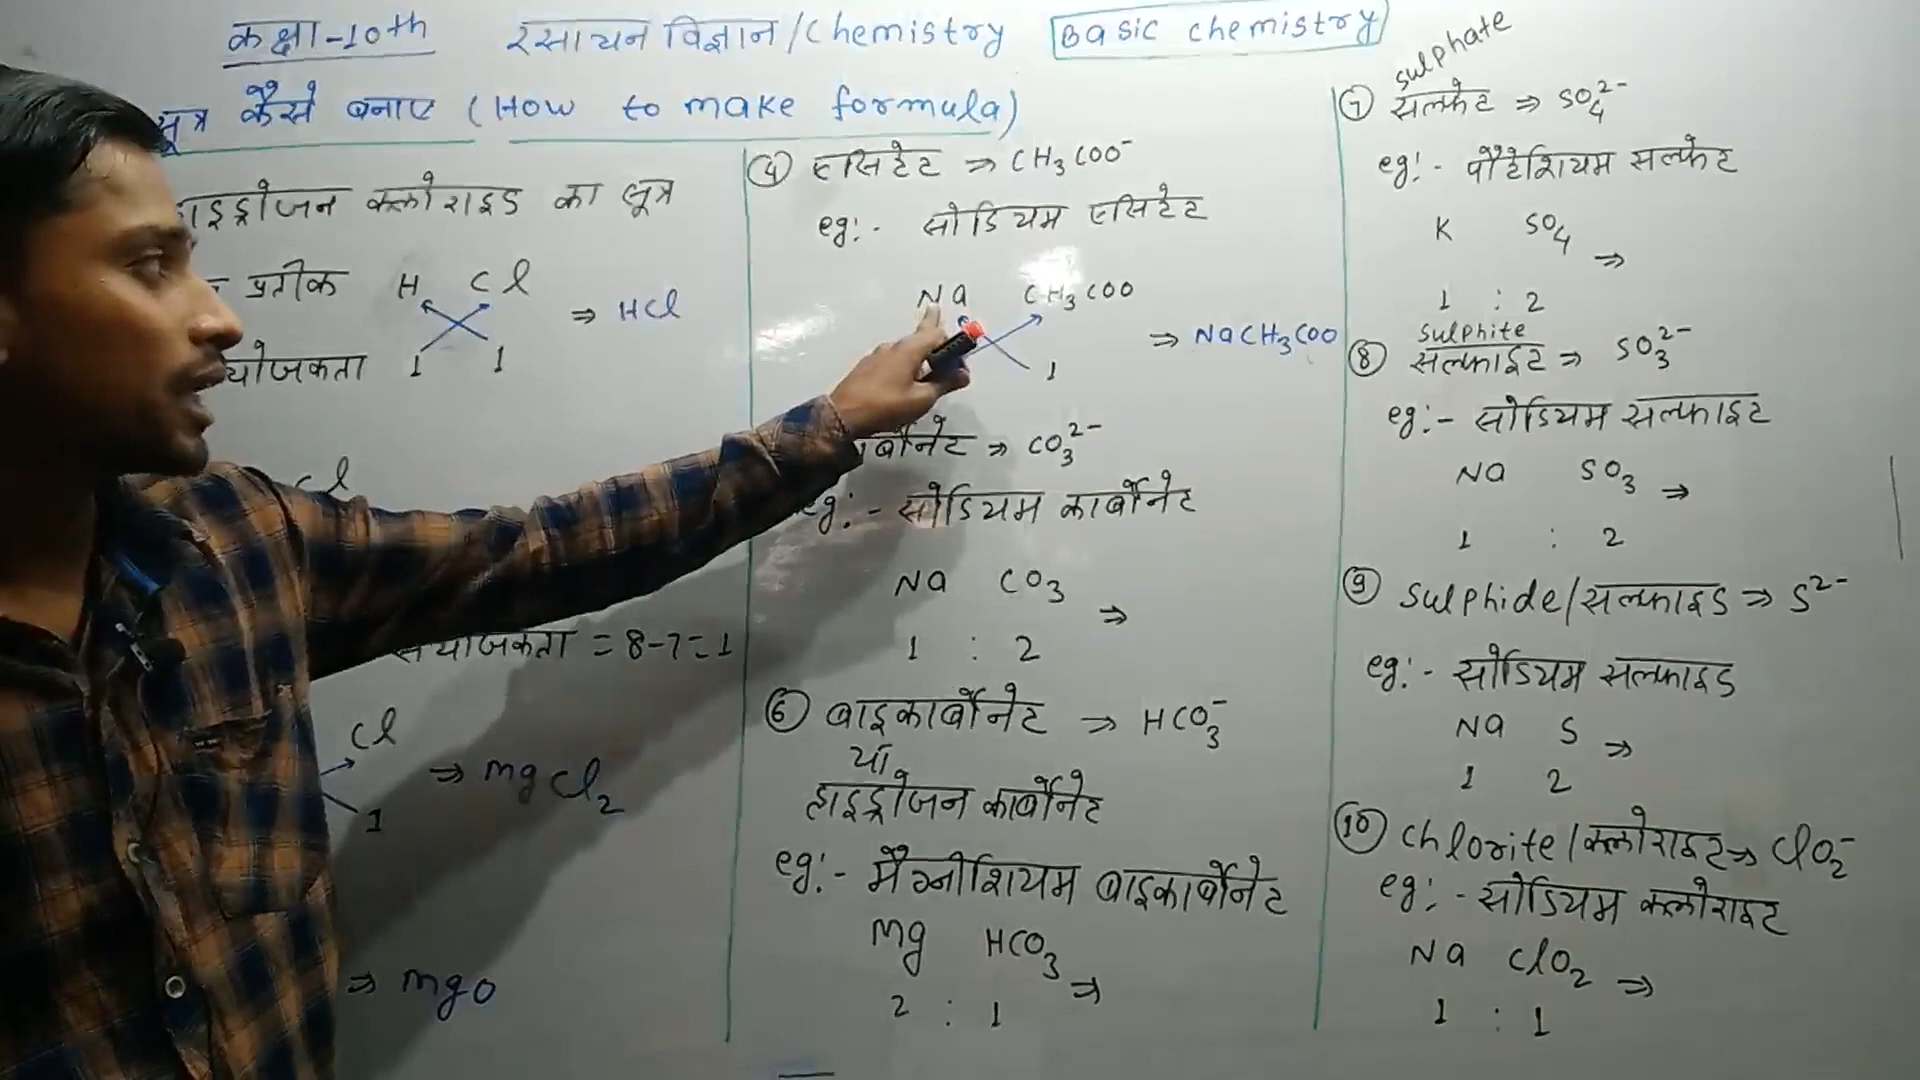 कक्षा-10th रसायन विज्ञान/Chemistry Basic chemistry
सूत्र कैसे बनाए (How to make formula)
हाइड्रोजन क्लोराइड का सूत्र
प्रतीक H Cl
⇒ HCl
1 1
Cl
संयोजकता = 8-7=1
Cl
⇒ MgCl₂
1
⇒ MgO
④ एसिटेट ⇒ CH₃COO⁻
eg:- सोडियम एसिटेट
Na CH₃COO
⇒ NaCH₃COO
1
⇒ CO₃²⁻
eg:- सोडियम कार्बोनेट
Na CO₃
⇒
1 : 2
⑥ बाइकार्बोनेट ⇒ HCO₃⁻
या
हाइड्रोजन कार्बोनेट
eg:- मैग्नीशियम बाइकार्बोनेट
Mg HCO₃
⇒
2 : 1
sulphate
⑦ सल्फेट ⇒ SO₄²⁻
eg:- पौटेशियम सल्फेट
K SO₄
⇒
1 : 2
sulphite
⑧ सल्फाइट ⇒ SO₃²⁻
eg:- सोडियम सल्फाइट
Na SO₃ ⇒
1 : 2
⑨ Sulphide/सल्फाइड ⇒ S²⁻
eg:- सोडियम सल्फाइड
Na S ⇒
1 2
⑩ Chlorite/क्लोराइट⇒ ClO₂⁻
eg:- सोडियम क्लोराइट
Na ClO₂ ⇒
1 : 1